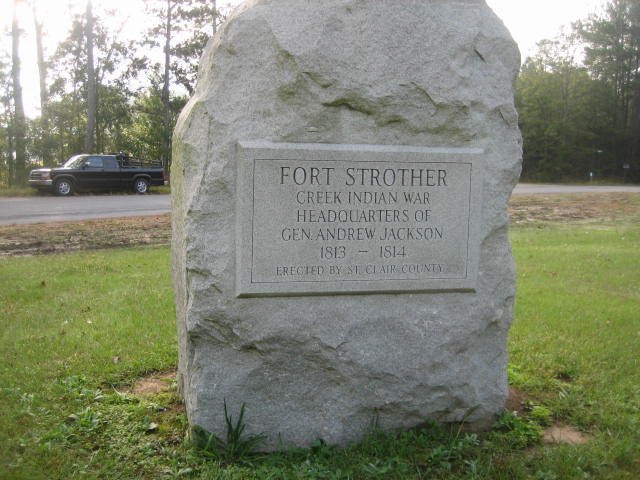 FORT STROTHER
CREEK INDIAN WAR
HEADQUARTERS OF
GEN. ANDREW JACKSON
1813 – 1814
ERECTED BY ST. CLAIR COUNTY